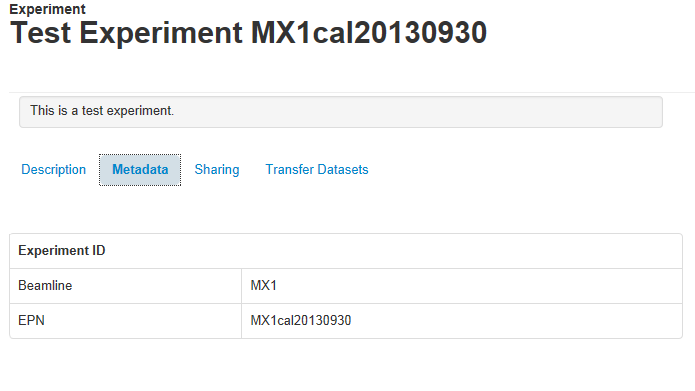 Experiment
Test Experiment MX1cal20130930
This is a test experiment.
Description Metadata Sharing Transfer Datasets
Experiment ID
Beamline MX1
EPN MX1cal20130930